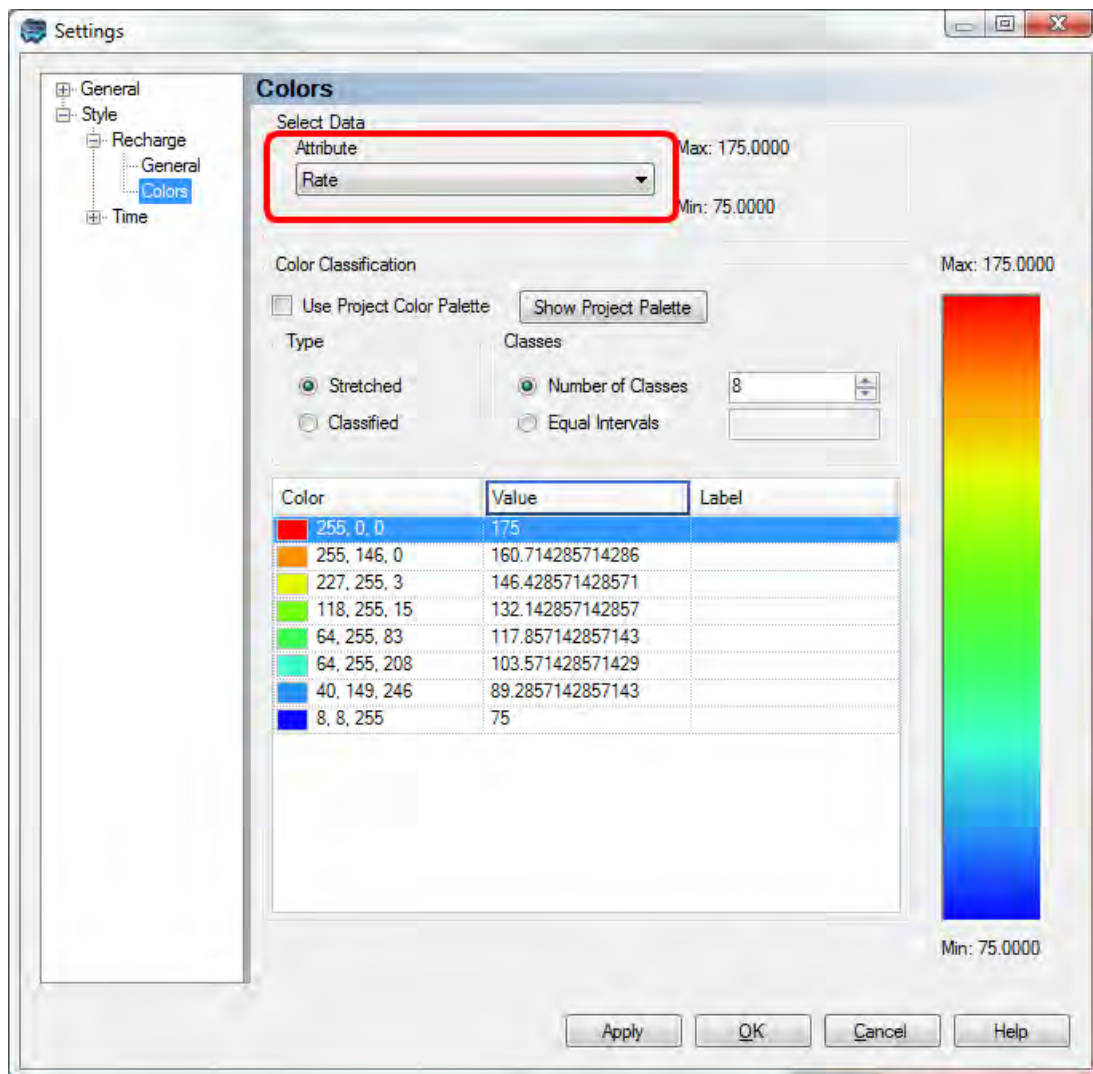 Settings
General
Style
Recharge
General
Colors
Time
Colors
Select Data
Attribute
Rate
Max: 175.0000
Min: 75.0000
Color Classification
Use Project Color Palette
Show Project Palette
Type
Stretched
Classified
Classes
Number of Classes 8
Equal Intervals
Color Value Label
255, 0, 0 175
255, 146, 0 160.714285714286
227, 255, 3 146.428571428571
118, 255, 15 132.142857142857
64, 255, 83 117.857142857143
64, 255, 208 103.571428571429
40, 149, 246 89.2857142857143
8, 8, 255 75
Max: 175.0000
Min: 75.0000
Apply OK Cancel Help